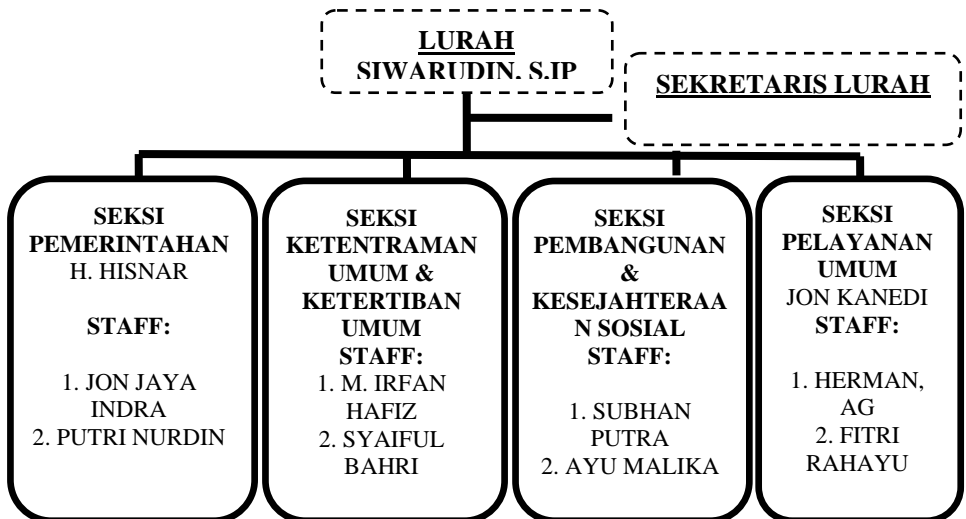 LURAH
SIWARUDIN, S.IP
SEKRETARIS LURAH
SEKSI
PEMERINTAHAN
H. HISNAR
STAFF:
1. JON JAYA
INDRA
2. PUTRI NURDIN
SEKSI
KETENTRAMAN
UMUM &
KETERTIBAN
UMUM
STAFF:
1. M. IRFAN
HAFIZ
2. SYAIFUL
BAHRI
SEKSI
PEMBANGUNAN
&
KESEJAHTERAA
N SOSIAL
STAFF:
1. SUBHAN
PUTRA
2. AYU MALIKA
SEKSI
PELAYANAN
UMUM
JON KANEDI
STAFF:
1. HERMAN,
AG
2. FITRI
RAHAYU